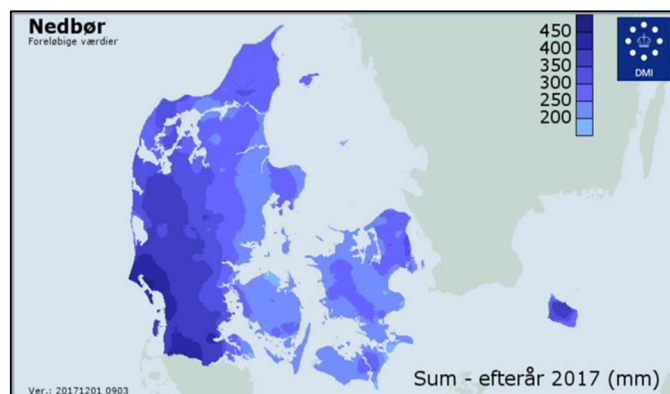 Nedbør
Foreløbige værdier
450
400
350
300
250
200
DMI
Sum - efterår 2017 (mm)
Ver.: 20171201 0903